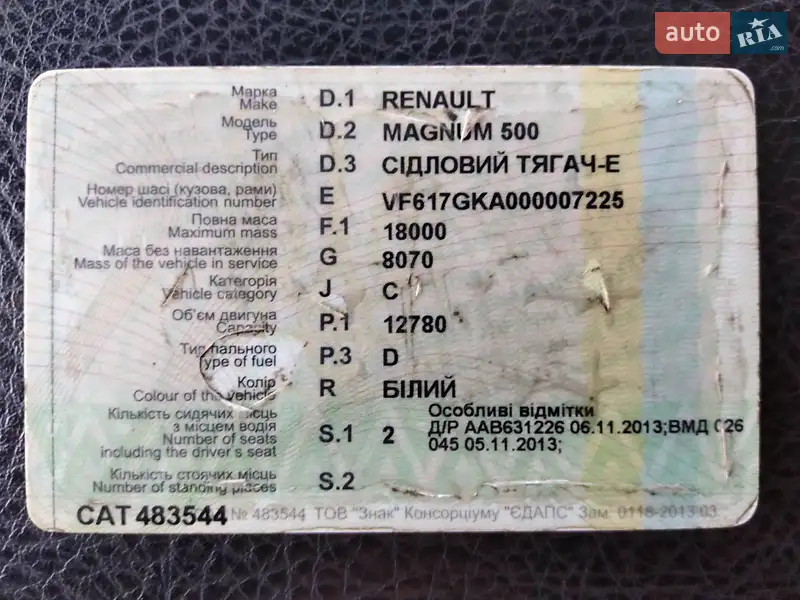 auto RIA .com
Марка
Make D.1 RENAULT
Модель
Type D.2 MAGNUM 500
Тип
Commercial description D.3 СІДЛОВИЙ ТЯГАЧ-Е
Номер шасі (кузова, рами)
Vehicle identification number E VF617GKA000007225
Повна маса
Maximum mass F.1 18000
Маса без навантаження
Mass of the vehicle in service G 8070
Категорія
Vehicle category J C
Об'єм двигуна
Capacity P.1 12780
Тип пального
Type of fuel P.3 D
Колір
Colour of the vehicle R БІЛИЙ
Кількість сидячих місць
з місцем водія
Number of seats
including the driver's seat S.1 2
Особливі відмітки
Д/Р ААВ631226 06.11.2013;ВМД 026
045 05.11.2013;
Кількість стоячих місць
Number of standing places S.2
САТ 483544 № 483544 ТОВ "Знак" Консорціуму "ЄДАПС" Зам. 0118-2013.03.